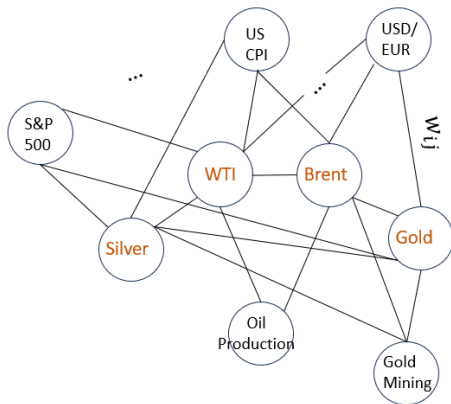 US
CPI
USD/
EUR
...
...
S&P
500
Wij
WTI
Brent
Silver
Gold
Oil
Production
Gold
Mining